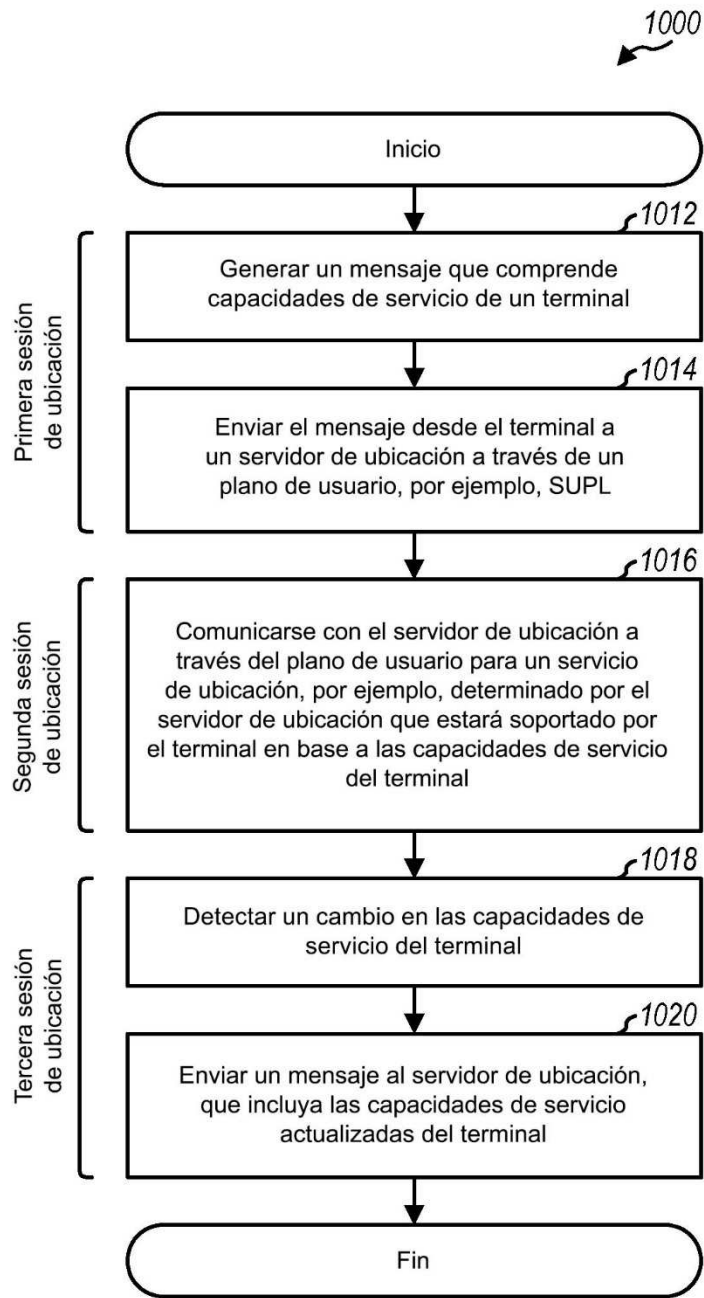 1000
Inicio
1012
Generar un mensaje que comprende
capacidades de servicio de un terminal
1014
Enviar el mensaje desde el terminal a
un servidor de ubicación a través de un
plano de usuario, por ejemplo, SUPL
Primera sesión
de ubicación
1016
Comunicarse con el servidor de ubicación a
través del plano de usuario para un servicio
de ubicación, por ejemplo, determinado por el
servidor de ubicación que estará soportado por
el terminal en base a las capacidades de servicio
del terminal
Segunda sesión
de ubicación
1018
Detectar un cambio en las capacidades de
servicio del terminal
1020
Enviar un mensaje al servidor de ubicación,
que incluya las capacidades de servicio
actualizadas del terminal
Tercera sesión
de ubicación
Fin